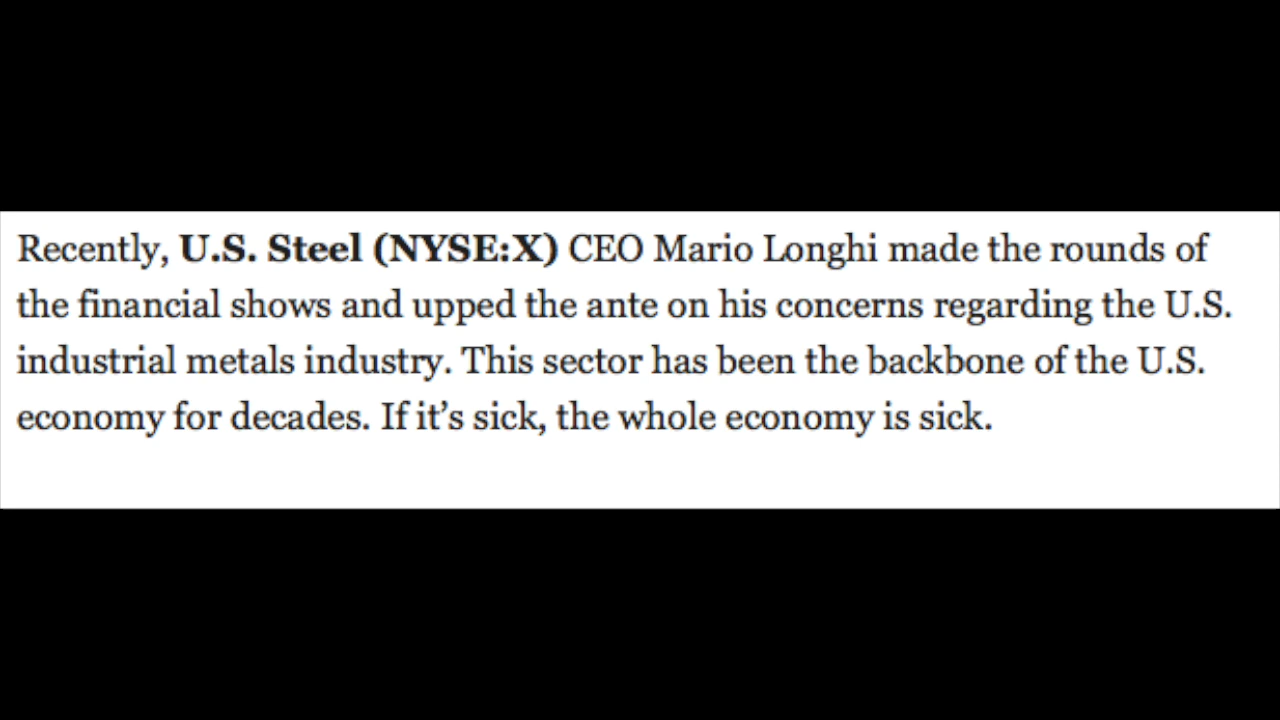 Recently, U.S. Steel (NYSE:X) CEO Mario Longhi made the rounds of
the financial shows and upped the ante on his concerns regarding the U.S.
industrial metals industry. This sector has been the backbone of the U.S.
economy for decades. If it’s sick, the whole economy is sick.